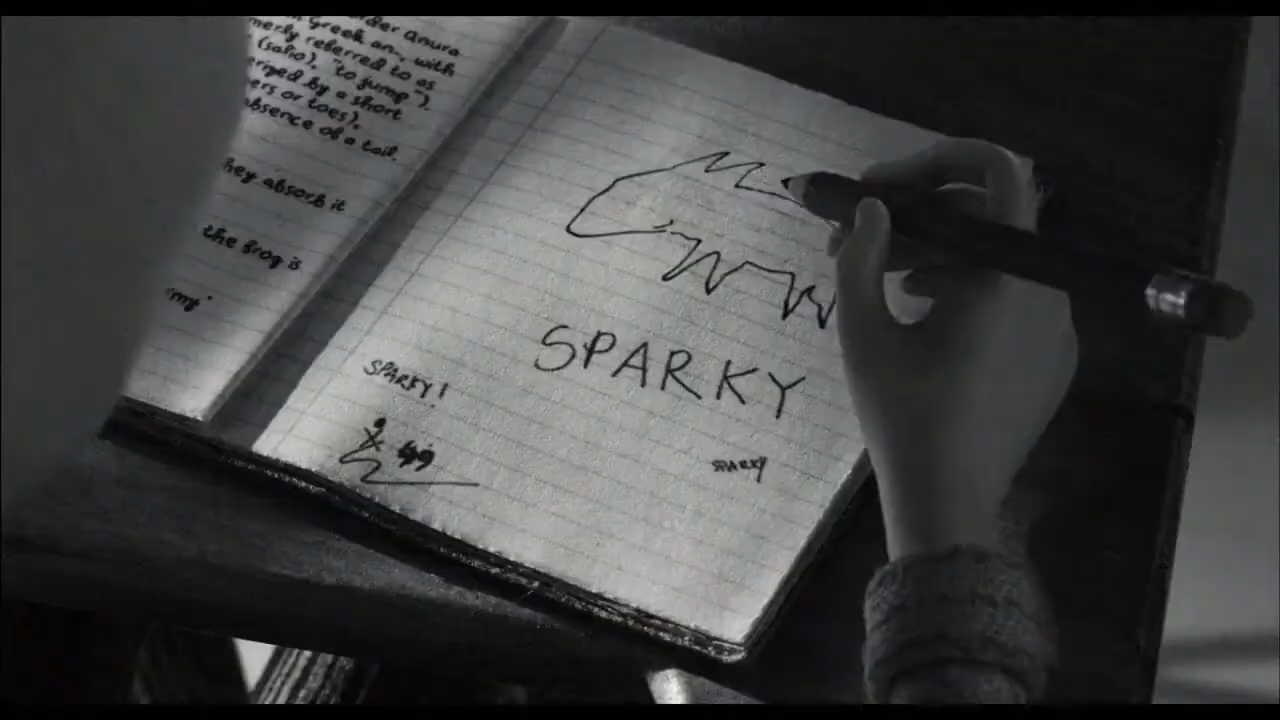 order Anura
Greek an-, with
merly referred to as
(salio), "to jump").
erized by a short
ers or toes),
absence of a tail.
hey absorb it
the frog is
SPARKY
SPARKY!
SPARKY